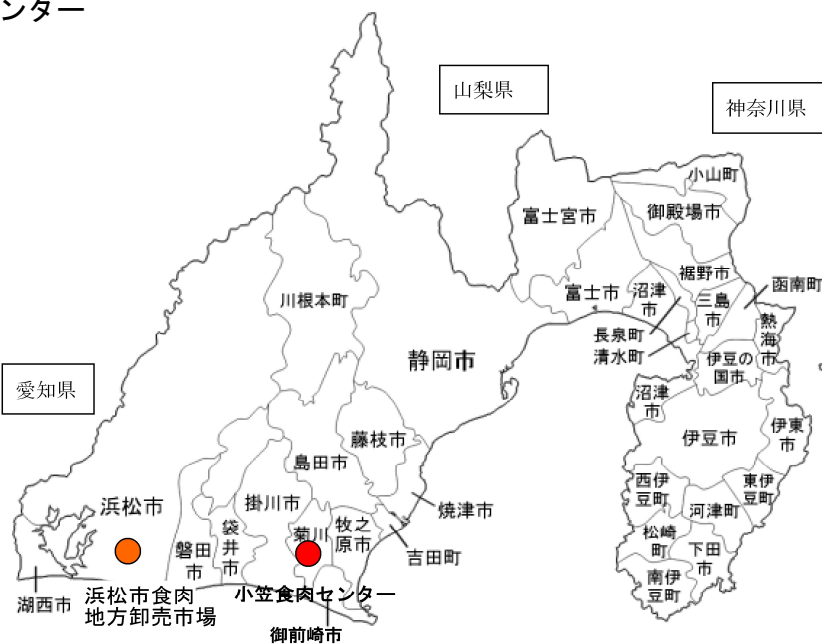 ンター
山梨県
神奈川県
愛知県
小山町
御殿場市
富士宮市
裾野市
函南町
富士市
沼津
市
三島
市
熱
海
市
長泉町
清水町
伊豆の
国市
川根本町
静岡市
沼津
市
伊豆市
伊東
市
藤枝市
島田市
西伊
豆町
東伊
豆町
河津町
松崎
町
下田
市
南伊
豆町
焼津市
吉田町
掛川市
菊川
牧之
原市
袋
井
市
磐田
市
浜松市
湖西市
浜松市食肉
地方卸売市場
小笠食肉センター
御前崎市